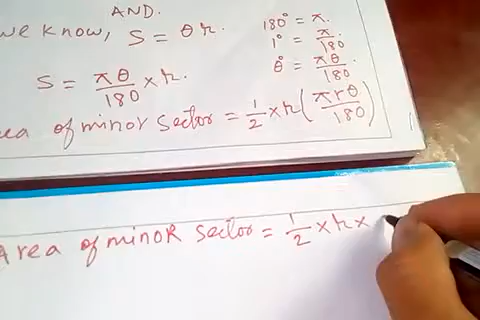 AND.
we know, S = θr.
180° = π.
1° = π/180
θ° = πθ/180
S = πθ/180 × r.
Area of minor sector = 1/2 × r (πrθ/180)
Area of minor sector = 1/2 × r ×